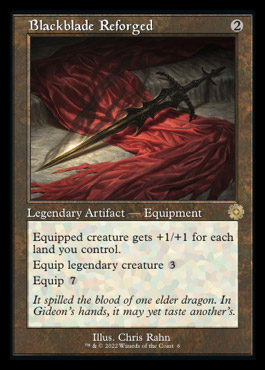 Blackblade Reforged 2
Legendary Artifact — Equipment
Equipped creature gets +1/+1 for each
land you control.
Equip legendary creature 3
Equip 7
It spilled the blood of one elder dragon. In
Gideon's hands, it may yet taste another's.
Illus. Chris Rahn
™ & © 2022 Wizards of the Coast 6